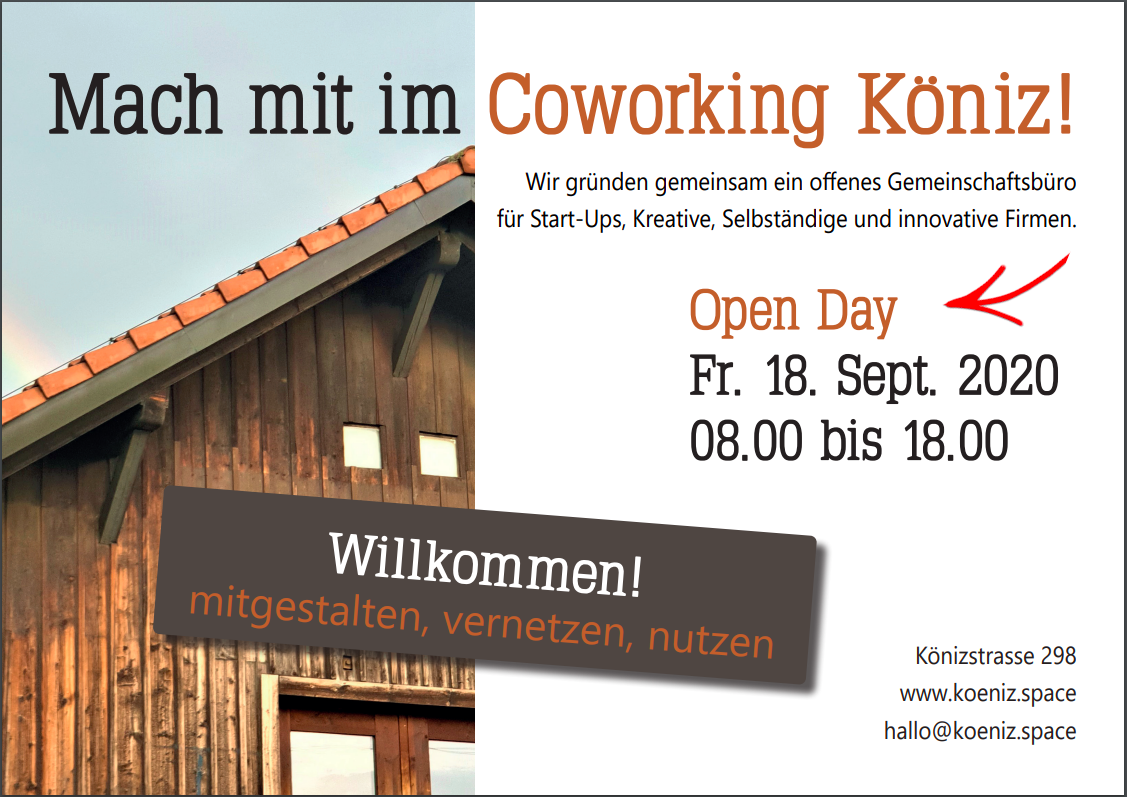 Mach mit im Coworking Köniz!
Wir gründen gemeinsam ein offenes Gemeinschaftsbüro
für Start-Ups, Kreative, Selbständige und innovative Firmen.
Open Day
Fr. 18. Sept. 2020
08.00 bis 18.00
Willkommen!
mitgestalten, vernetzen, nutzen
Könizstrasse 298
www.koeniz.space
hallo@koeniz.space